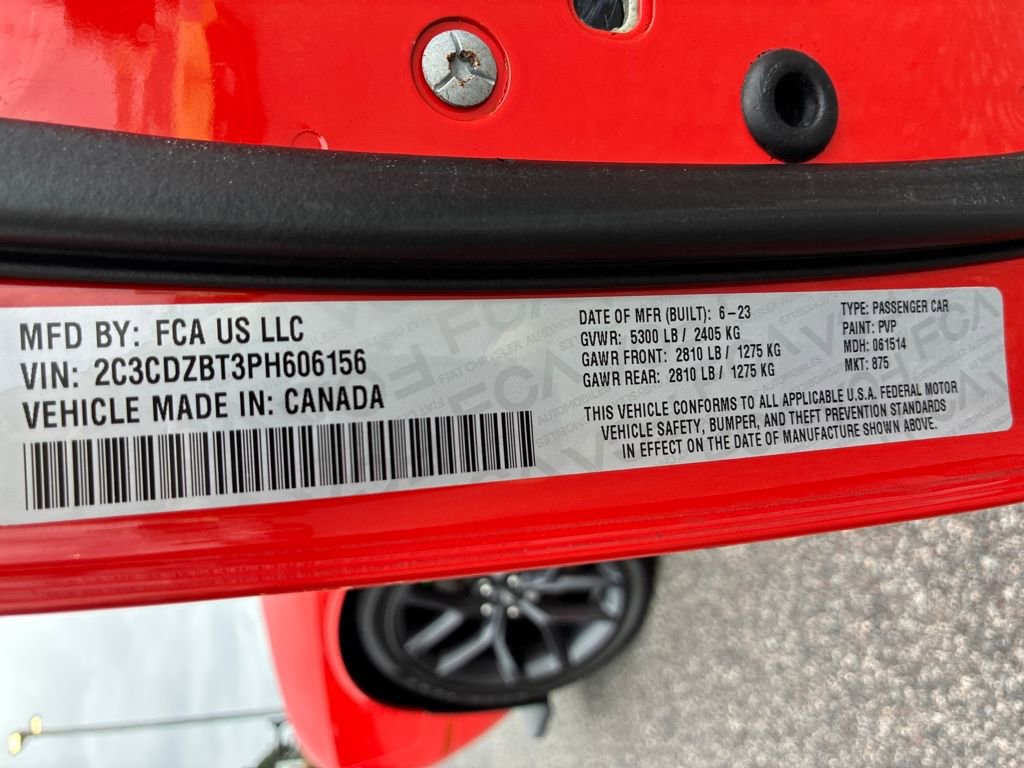 MFD BY: FCA US LLC
VIN: 2C3CDZBT3PH606156
VEHICLE MADE IN: CANADA
DATE OF MFR (BUILT): 6-23
GVWR: 5300 LB / 2405 KG
GAWR FRONT: 2810 LB / 1275 KG
GAWR REAR: 2810 LB / 1275 KG
TYPE: PASSENGER CAR
PAINT: PVP
MDH: 061514
MKT: 875
THIS VEHICLE CONFORMS TO ALL APPLICABLE U.S.A. FEDERAL MOTOR
VEHICLE SAFETY, BUMPER, AND THEFT PREVENTION STANDARDS
IN EFFECT ON THE DATE OF MANUFACTURE SHOWN ABOVE.